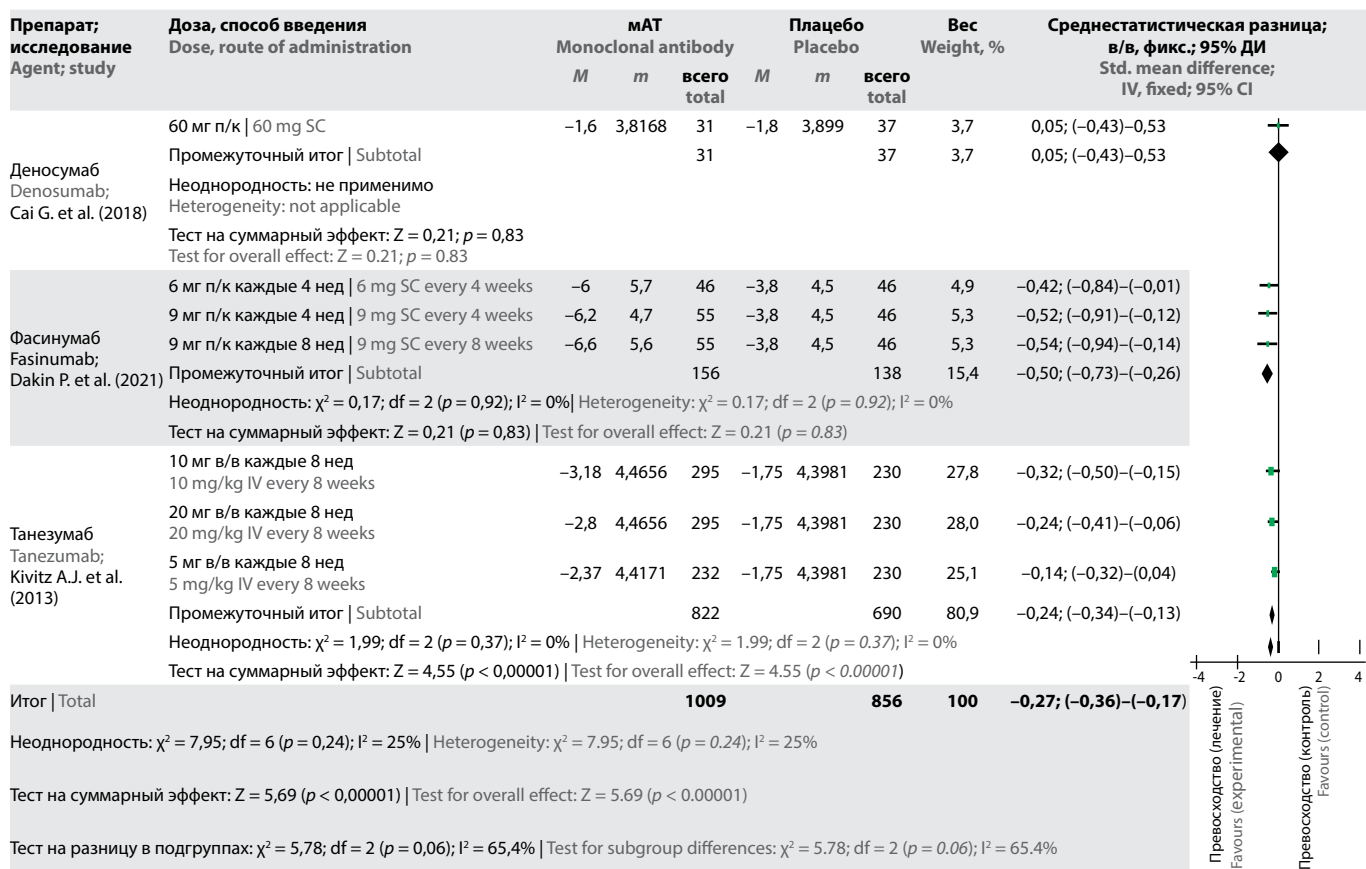 Препарат; исследование
Agent; study
Доза, способ введения
Dose, route of administration
мАТ
Monoclonal antibody
Плацебо
Placebo
Вес
Weight, %
Среднестатистическая разница;
в/в, фикс.; 95% ДИ
Std. mean difference;
IV, fixed; 95% CI
M m всего total M m всего total
Деносумаб
Denosumab;
Cai G. et al. (2018)
60 мг п/к | 60 mg SC –1,6 3,8168 31 –1,8 3,899 37 3,7 0,05; (–0,43)–0,53
Промежуточный итог | Subtotal 31 37 3,7 0,05; (–0,43)–0,53
Неоднородность: не применимо
Heterogeneity: not applicable
Тест на суммарный эффект: Z = 0,21; p = 0,83
Test for overall effect: Z = 0.21; p = 0.83
Фасинумаб
Fasinumab;
Dakin P. et al. (2021)
6 мг п/к каждые 4 нед | 6 mg SC every 4 weeks –6 5,7 46 –3,8 4,5 46 4,9 –0,42; (–0,84)–(–0,01)
9 мг п/к каждые 4 нед | 9 mg SC every 4 weeks –6,2 4,7 55 –3,8 4,5 46 5,3 –0,52; (–0,91)–(–0,12)
9 мг п/к каждые 8 нед | 9 mg SC every 8 weeks –6,6 5,6 55 –3,8 4,5 46 5,3 –0,54; (–0,94)–(–0,14)
Промежуточный итог | Subtotal 156 138 15,4 –0,50; (–0,73)–(–0,26)
Неоднородность: χ² = 0,17; df = 2 (p = 0,92); I² = 0%| Heterogeneity: χ² = 0.17; df = 2 (p = 0.92); I² = 0%
Тест на суммарный эффект: Z = 0,21 (p = 0,83) | Test for overall effect: Z = 0.21 (p = 0.83)
Танезумаб
Tanezumab;
Kivitz A.J. et al.
(2013)
10 мг в/в каждые 8 нед
10 mg/kg IV every 8 weeks
–3,18 4,4656 295 –1,75 4,3981 230 27,8 –0,32; (–0,50)–(–0,15)
20 мг в/в каждые 8 нед
20 mg/kg IV every 8 weeks
–2,8 4,4656 295 –1,75 4,3981 230 28,0 –0,24; (–0,41)–(–0,06)
5 мг в/в каждые 8 нед
5 mg/kg IV every 8 weeks
–2,37 4,4171 232 –1,75 4,3981 230 25,1 –0,14; (–0,32)–(0,04)
Промежуточный итог | Subtotal 822 690 80,9 –0,24; (–0,34)–(–0,13)
Неоднородность: χ² = 1,99; df = 2 (p = 0,37); I² = 0% | Heterogeneity: χ² = 1.99; df = 2 (p = 0.37); I² = 0%
Тест на суммарный эффект: Z = 4,55 (p < 0,00001) | Test for overall effect: Z = 4.55 (p < 0.00001)
-4 -2 0 2 4
Превосходство (лечение)
Favours (experimental)
Превосходство (контроль)
Favours (control)
Итог | Total 1009 856 100 –0,27; (–0,36)–(–0,17)
Неоднородность: χ² = 7,95; df = 6 (p = 0,24); I² = 25% | Heterogeneity: χ² = 7.95; df = 6 (p = 0.24); I² = 25%
Тест на суммарный эффект: Z = 5,69 (p < 0,00001) | Test for overall effect: Z = 5.69 (p < 0.00001)
Тест на разницу в подгруппах: χ² = 5,78; df = 2 (p = 0,06); I² = 65,4% | Test for subgroup differences: χ² = 5.78; df = 2 (p = 0.06); I² = 65.4%